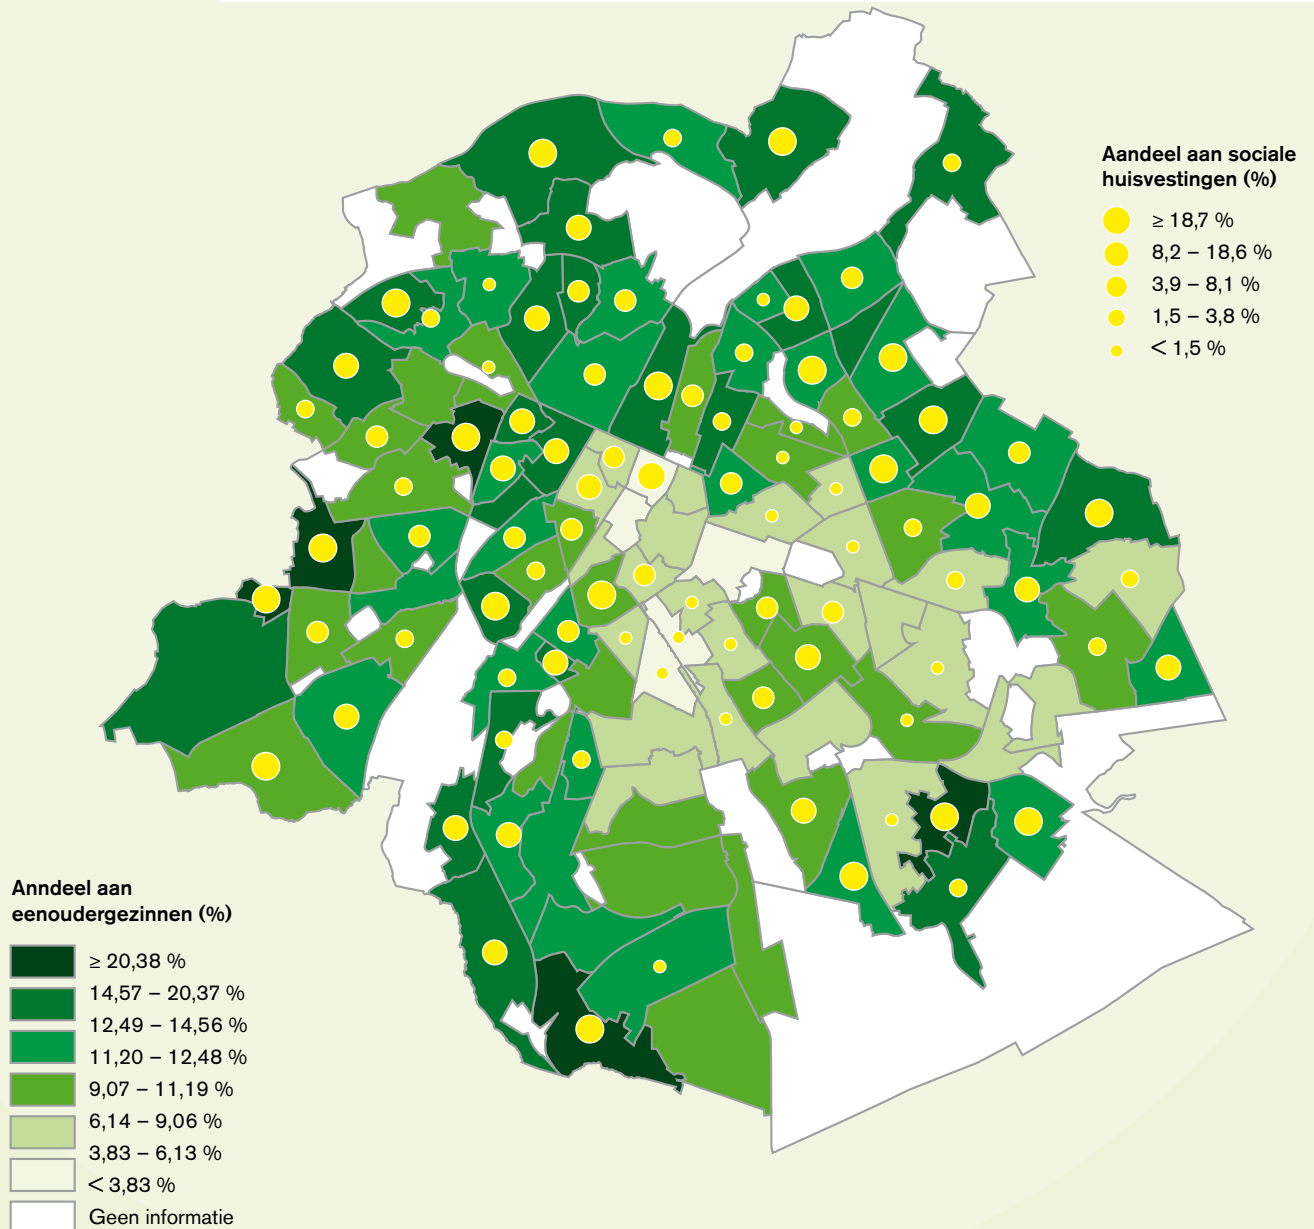 Aandeel aan sociale
huisvestingen (%)
≥ 18,7 %
8,2 – 18,6 %
3,9 – 8,1 %
1,5 – 3,8 %
< 1,5 %
Anndeel aan
eenoudergezinnen (%)
≥ 20,38 %
14,57 – 20,37 %
12,49 – 14,56 %
11,20 – 12,48 %
9,07 – 11,19 %
6,14 – 9,06 %
3,83 – 6,13 %
< 3,83 %
Geen informatie